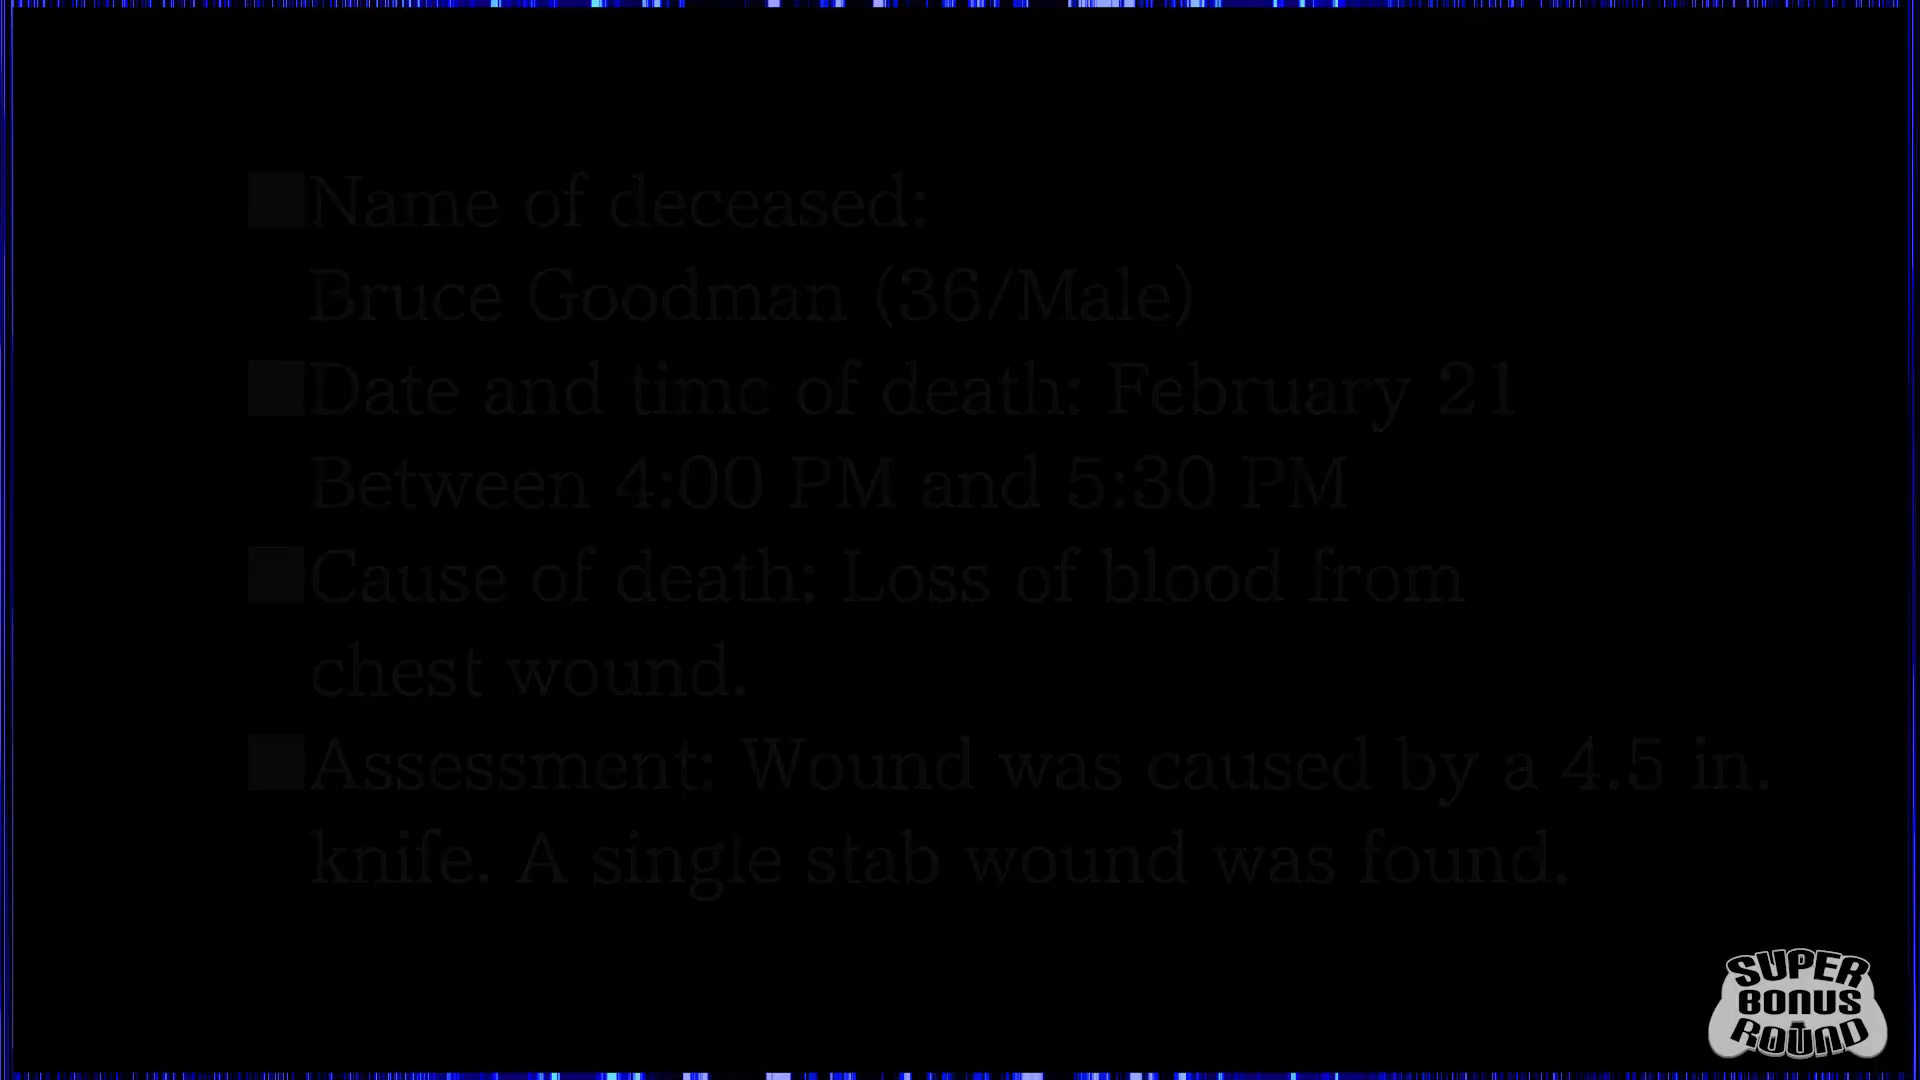 ■Name of deceased:
Bruce Goodman (36/Male)
■Date and time of death: February 21
Between 4:00 PM and 5:30 PM
■Cause of death: Loss of blood from
chest wound.
■Assessment: Wound was caused by a 4.5 in.
knife. A single stab wound was found.
SUPER
BONUS
ROUND